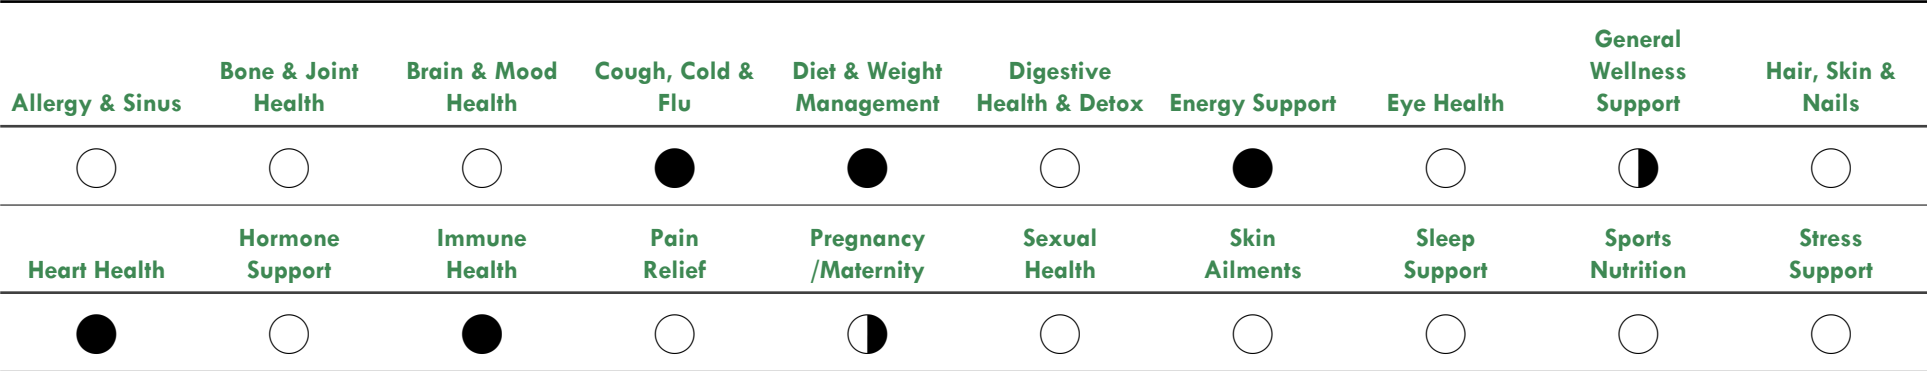 General
Bone & Joint Brain & Mood Cough, Cold & Diet & Weight Digestive Wellness Hair, Skin &
Allergy & Sinus Health Health Flu Management Health & Detox Energy Support Eye Health Support Nails
Hormone Immune Pain Pregnancy Sexual Skin Sleep Sports Stress
Heart Health Support Health Relief /Maternity Health Ailments Support Nutrition Support